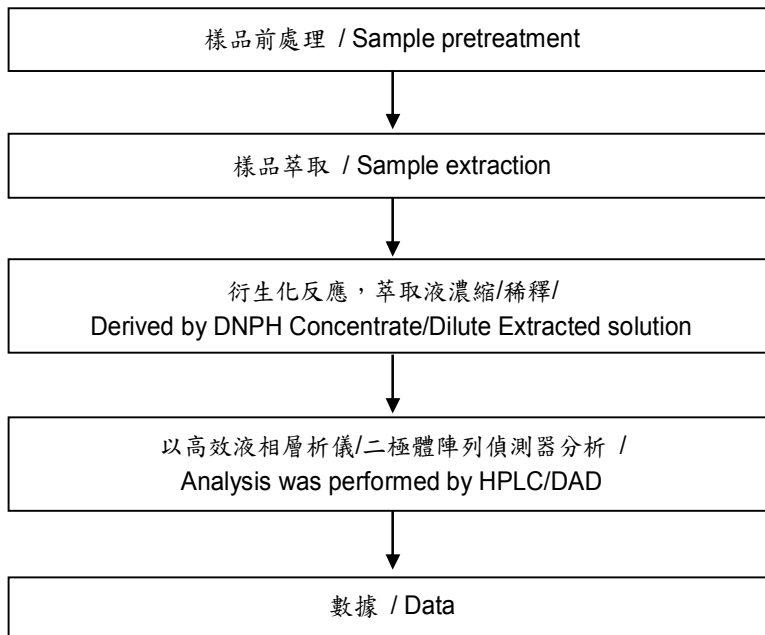 樣品前處理 / Sample pretreatment
樣品萃取 / Sample extraction
衍生化反應，萃取液濃縮/稀釋/
Derived by DNPH Concentrate/Dilute Extracted solution
以高效液相層析儀/二極體陣列偵測器分析 /
Analysis was performed by HPLC/DAD
數據 / Data